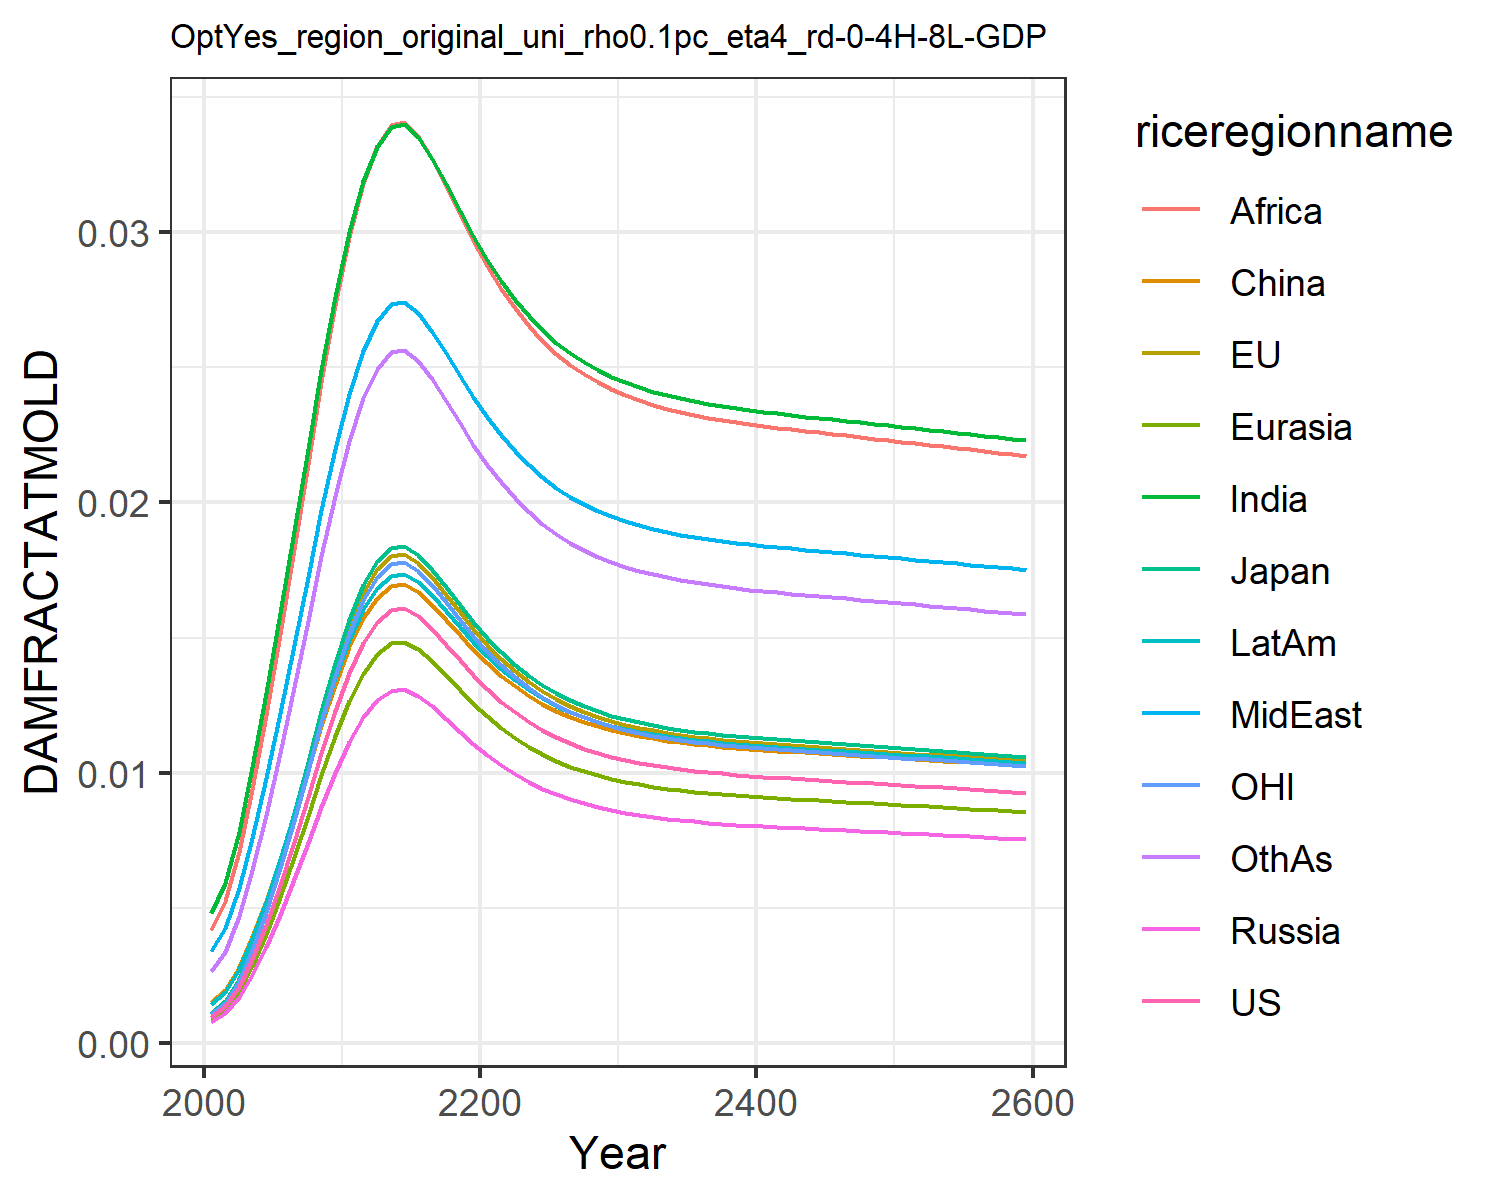 OptYes_region_original_uni_rho0.1pc_eta4_rd-0-4H-8L-GDP
DAMFRACTATMOLD
0.03
0.02
0.01
0.00
2000
2200
2400
2600
Year
riceregionname
Africa
China
EU
Eurasia
India
Japan
LatAm
MidEast
OHI
OthAs
Russia
US